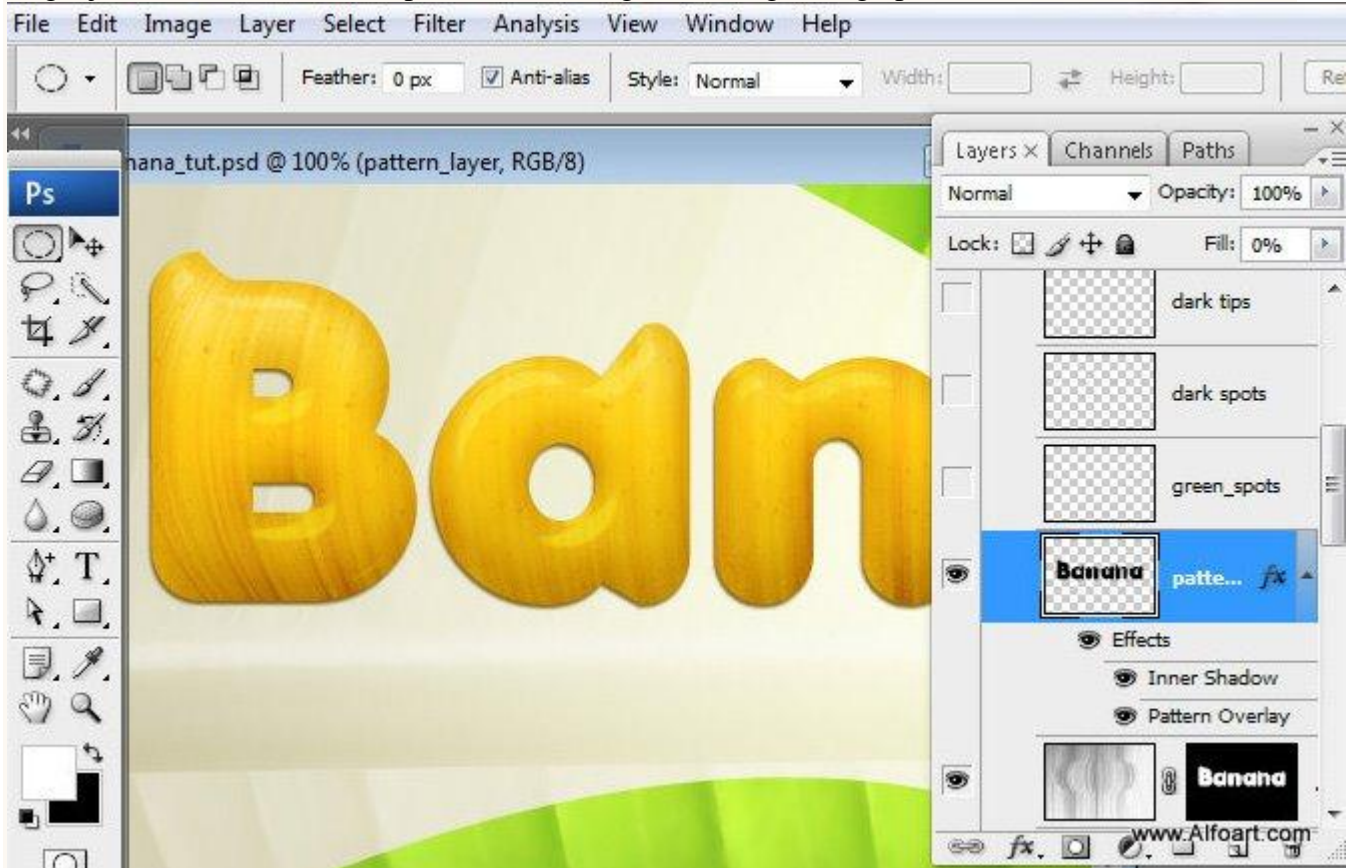 File Edit Image Layer Select Filter Analysis View Window Help
Feather: 0 px Anti-alias Style: Normal Width: Height:
nana_tut.psd @ 100% (pattern_layer, RGB/8)
Ps
Layers × Channels Paths
Normal Opacity: 100%
Lock: Fill: 0%
dark tips
dark spots
green_spots
Banana patte... fx
Effects
Inner Shadow
Pattern Overlay
Banana
Ban
T
fx.
www.Alfoart.com